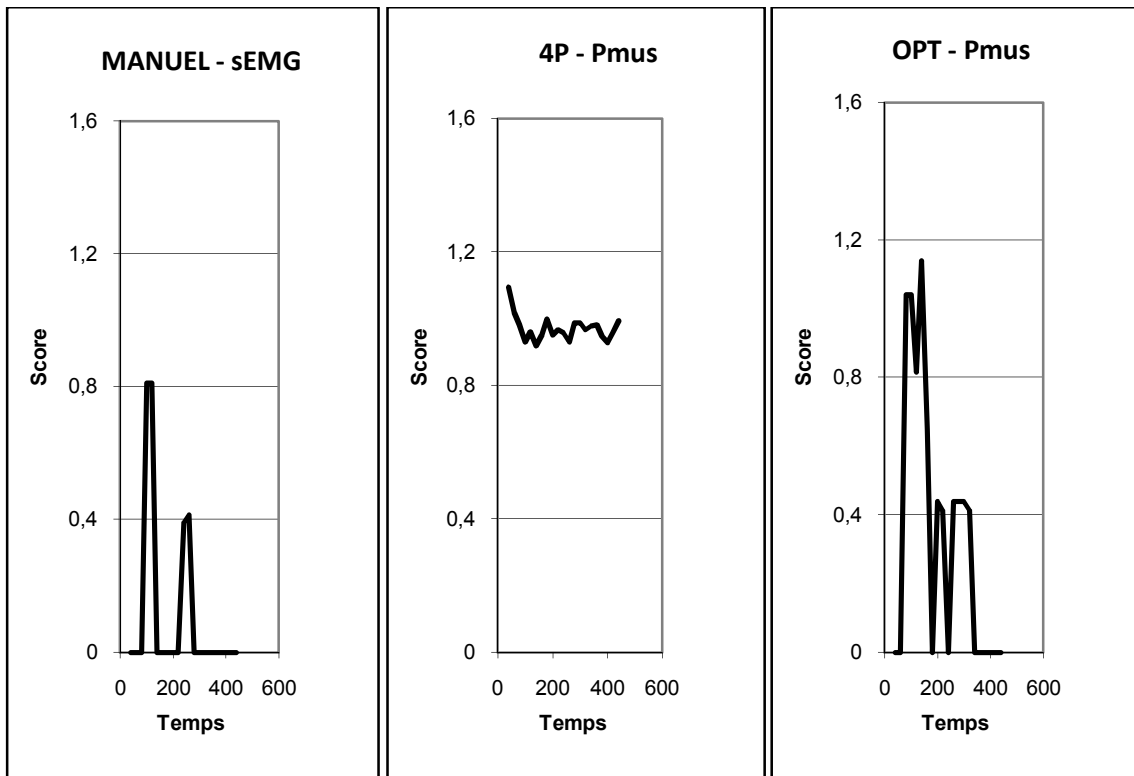 MANUEL - sEMG
1,6
1,2
0,8
0,4
0
Score
0 200 400 600
Temps
4P - Pmus
1,6
1,2
0,8
0,4
0
Score
0 200 400 600
Temps
OPT - Pmus
1,6
1,2
0,8
0,4
0
Score
0 200 400 600
Temps